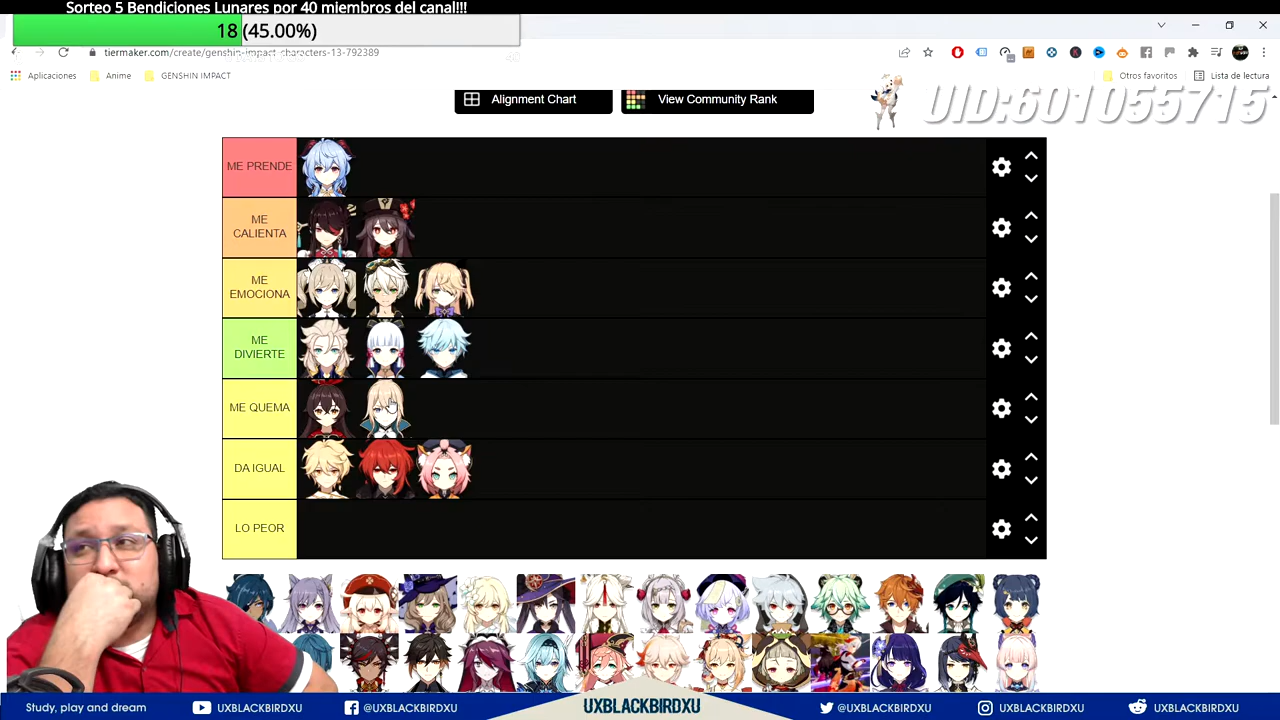 Sorteo 5 Bendiciones Lunares por 40 miembros del canal!!!
18 (45.00%)
tiermaker.com/create/genshin-impact-characters-13-792389
Aplicaciones
Anime
GENSHIN IMPACT
Otros favoritos
Lista de lectura
Alignment Chart
View Community Rank
UID:601055715
ME PRENDE
ME
CALIENTA
ME
EMOCIONA
ME
DIVIERTE
ME QUEMA
DA IGUAL
LO PEOR
Study, play and dream
UXBLACKBIRDXU
@UXBLACKBIRDXU
UXBLACKBIRDXU
@UXBLACKBIRDXU
UXBLACKBIRDXU
UXBLACKBIRDXU